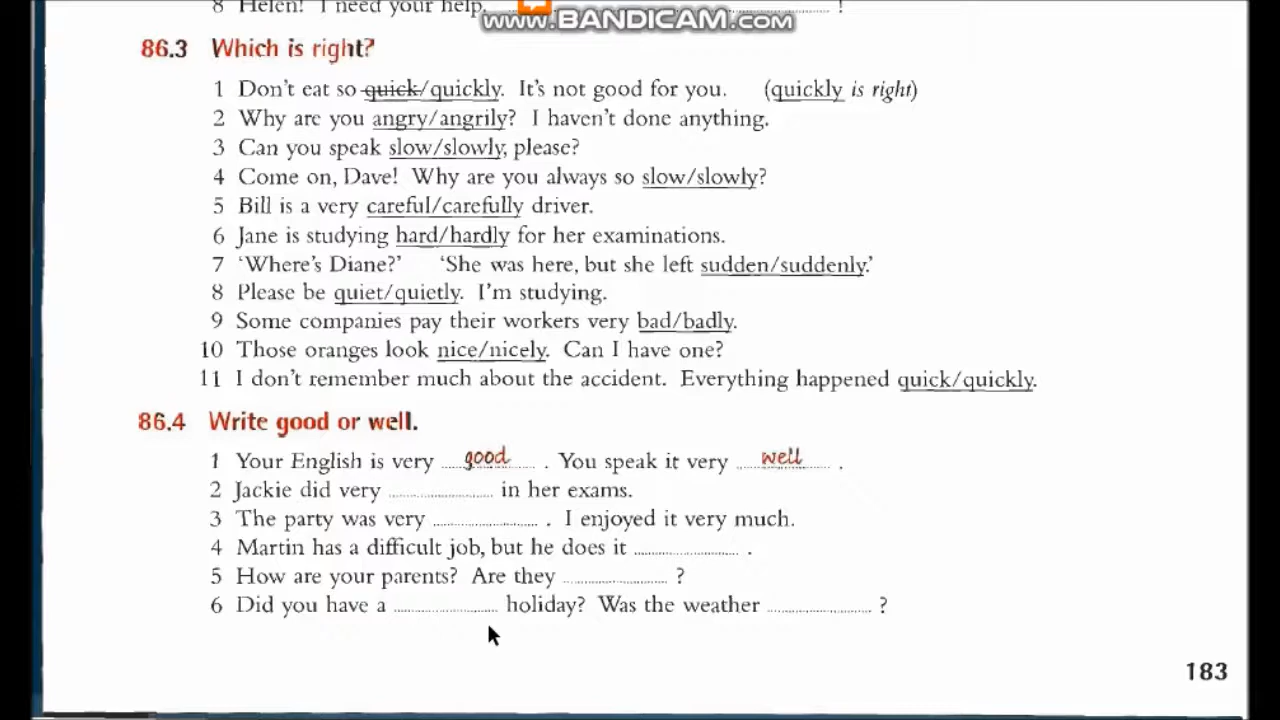 8 Helen! I need your help. !
www.BANDICAM.com
86.3 Which is right?
1 Don't eat so quick/quickly. It's not good for you. (quickly is right)
2 Why are you angry/angrily? I haven't done anything.
3 Can you speak slow/slowly, please?
4 Come on, Dave! Why are you always so slow/slowly?
5 Bill is a very careful/carefully driver.
6 Jane is studying hard/hardly for her examinations.
7 'Where's Diane?' 'She was here, but she left sudden/suddenly.'
8 Please be quiet/quietly. I'm studying.
9 Some companies pay their workers very bad/badly.
10 Those oranges look nice/nicely. Can I have one?
11 I don't remember much about the accident. Everything happened quick/quickly.
86.4 Write good or well.
1 Your English is very good . You speak it very well .
2 Jackie did very .................... in her exams.
3 The party was very .................... . I enjoyed it very much.
4 Martin has a difficult job, but he does it .................... .
5 How are your parents? Are they .................... ?
6 Did you have a .................... holiday? Was the weather .................... ?
183